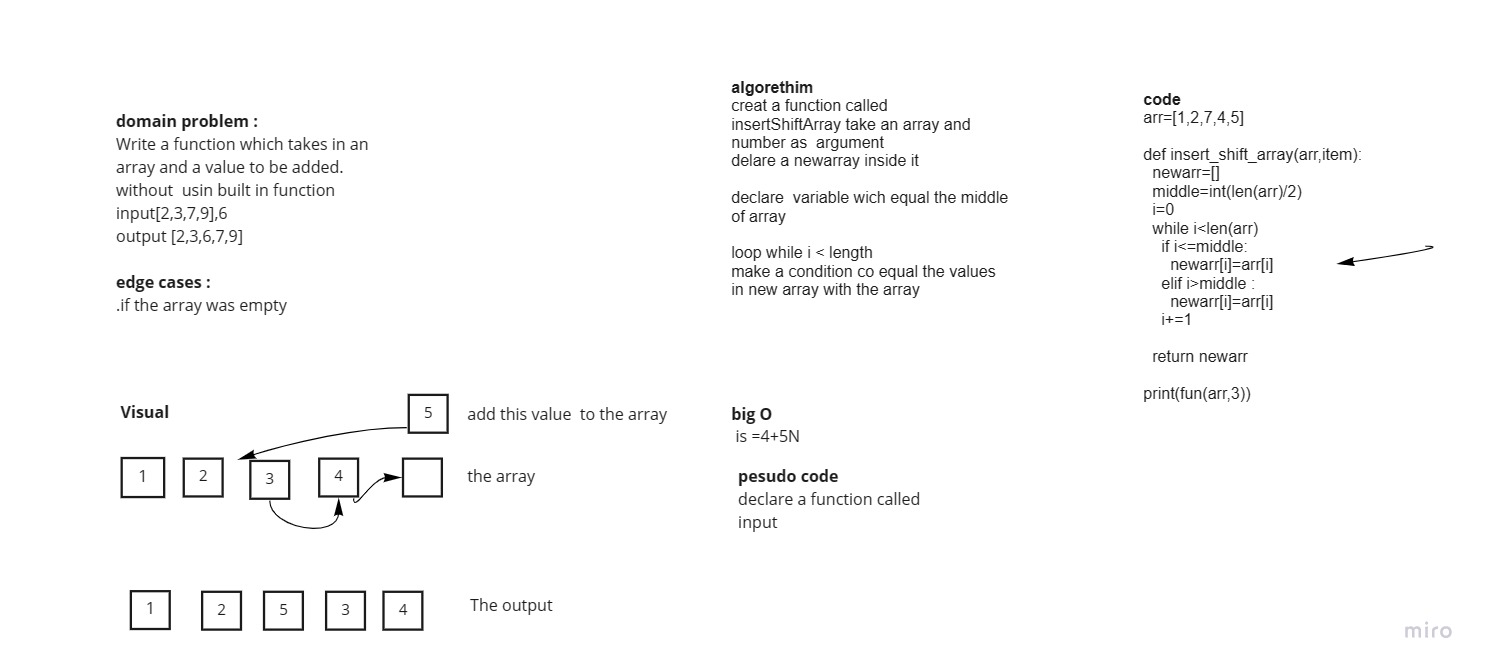 domain problem :
Write a function which takes in an
array and a value to be added.
without  usin built in function
input[2,3,7,9],6
output [2,3,6,7,9]
edge cases :
.if the array was empty
Visual
5
add this value  to the array
1
2
3
4
the array
1
2
5
3
4
The output
algorethim
creat a function called
insertShiftArray take an array and
number as  argument
delare a newarray inside it
declare  variable wich equal the middle
of array
loop while i < length
make a condition co equal the values
in new array with the array
big O
is =4+5N
pesudo code
declare a function called
input
code
arr=[1,2,7,4,5]
def insert_shift_array(arr,item):
newarr=[]
middle=int(len(arr)/2)
i=0
while i<len(arr)
if i<=middle:
newarr[i]=arr[i]
elif i>middle :
newarr[i]=arr[i]
i+=1
return newarr
print(fun(arr,3))
miro